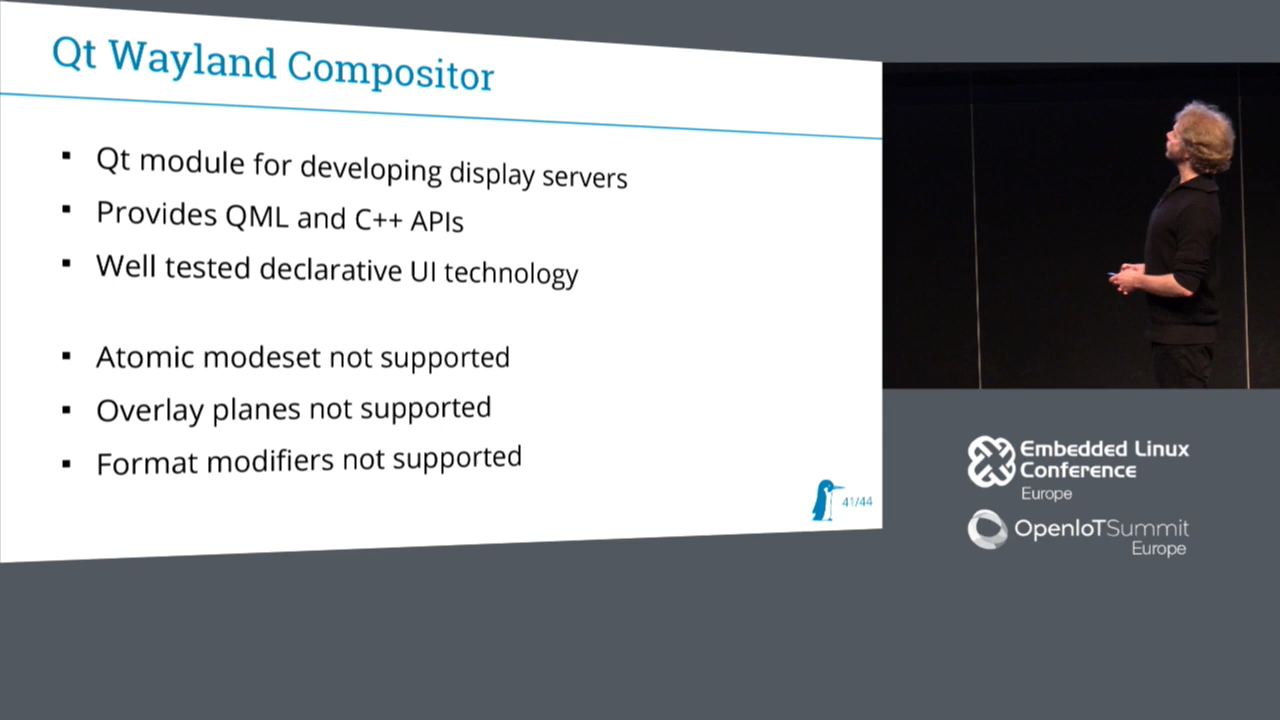 Qt Wayland Compositor
Qt module for developing display servers
Provides QML and C++ APIs
Well tested declarative UI technology
Atomic modeset not supported
Overlay planes not supported
Format modifiers not supported
41/44
Embedded Linux
Conference
Europe
OpenIoTSummit
Europe